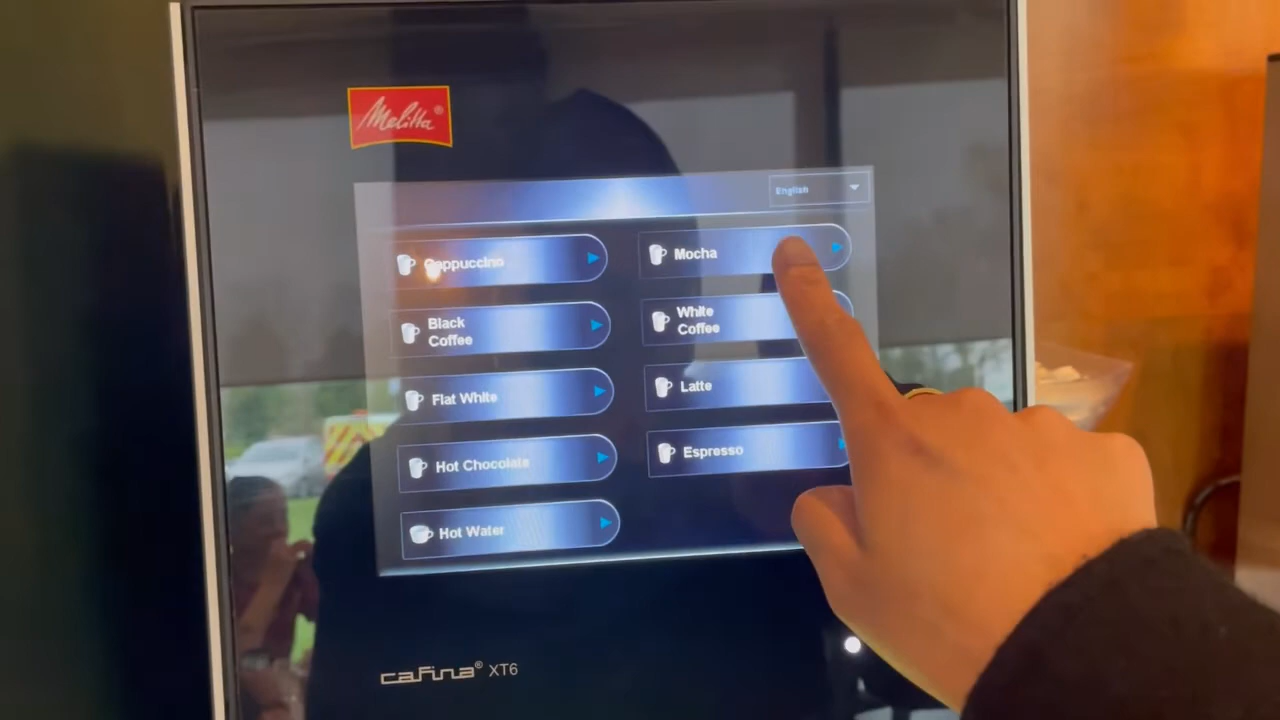 Melitta®
English
Cappuccino
Mocha
Black
Coffee
White
Coffee
Flat White
Latte
Hot Chocolate
Espresso
Hot Water
cafina® XT6